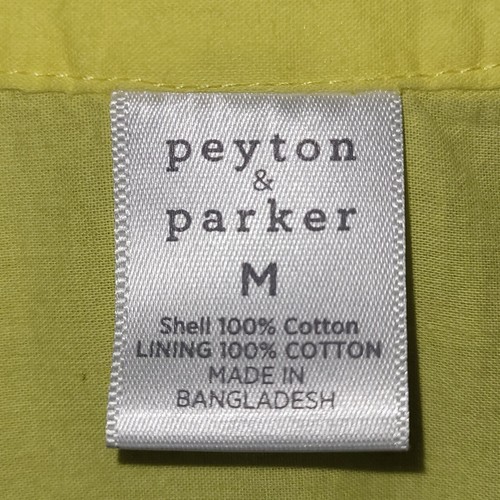 peyton
&
parker
M
Shell 100% Cotton
LINING 100% COTTON
MADE IN
BANGLADESH